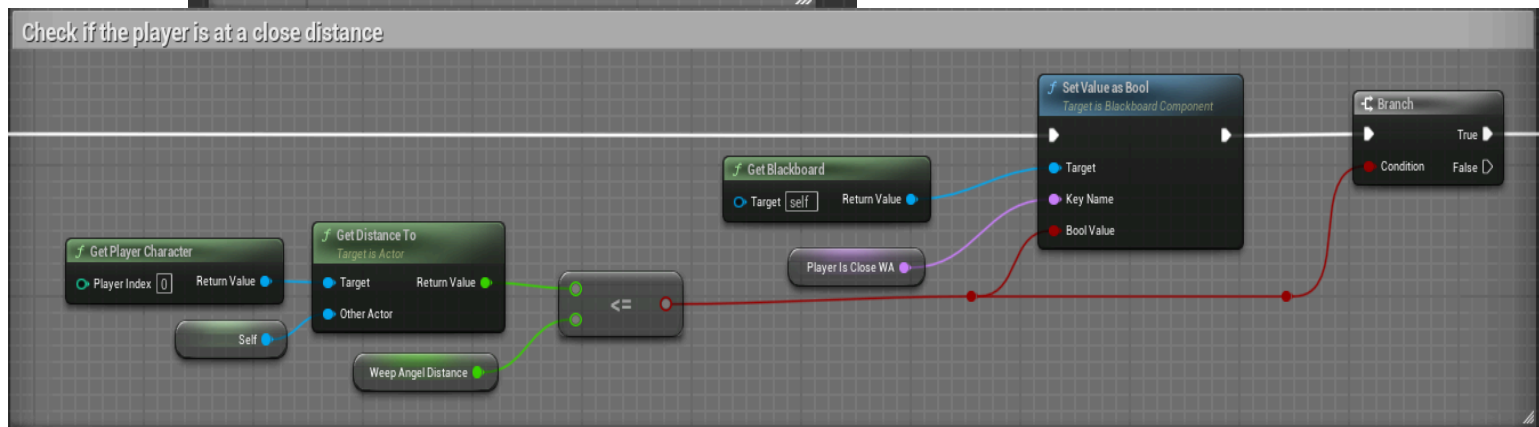 Check if the player is at a close distance
f Set Value as Bool
Target is Blackboard Component
Target
Key Name
Bool Value
Branch
True
Condition
False
f Get Blackboard
Target self
Return Value
Player Is Close WA
f Get Player Character
Player Index 0
Return Value
f Get Distance To
Target is Actor
Target
Return Value
Other Actor
Self
<=
Weep Angel Distance